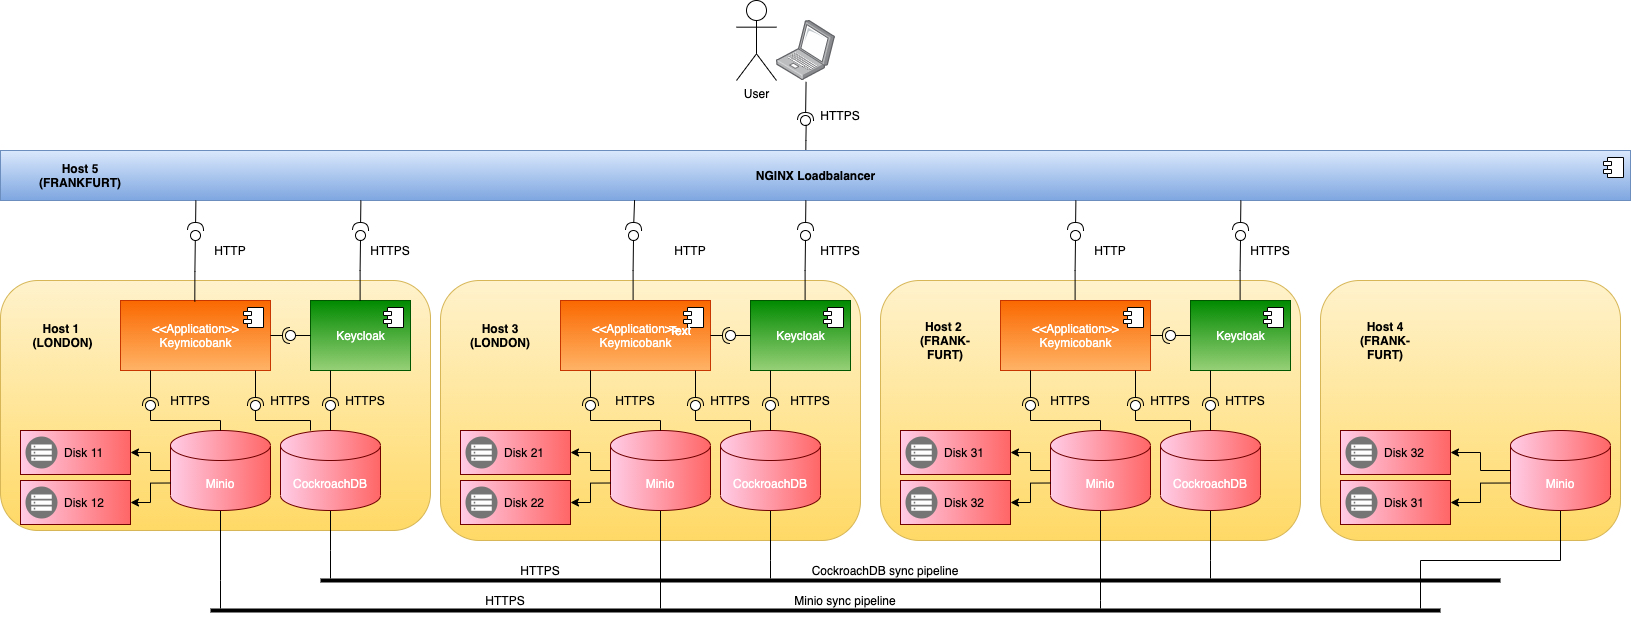 User
HTTPS
Host 5
(FRANKFURT)
NGINX Loadbalancer
HTTP
HTTPS
HTTP
HTTPS
HTTP
HTTPS
Host 1
(LONDON)
<<Application>>
Keymicobank
Keycloak
HTTPS
HTTPS
HTTPS
Disk 11
Disk 12
Minio
CockroachDB
Host 3
(LONDON)
<<Application>>
Keymicobank
Text
Keycloak
HTTPS
HTTPS
HTTPS
Disk 21
Disk 22
Minio
CockroachDB
Host 2
(FRANK-
FURT)
<<Application>>
Keymicobank
Keycloak
HTTPS
HTTPS
HTTPS
Disk 31
Disk 32
Minio
CockroachDB
Host 4
(FRANK-
FURT)
Disk 32
Disk 31
Minio
HTTPS
CockroachDB sync pipeline
HTTPS
Minio sync pipeline